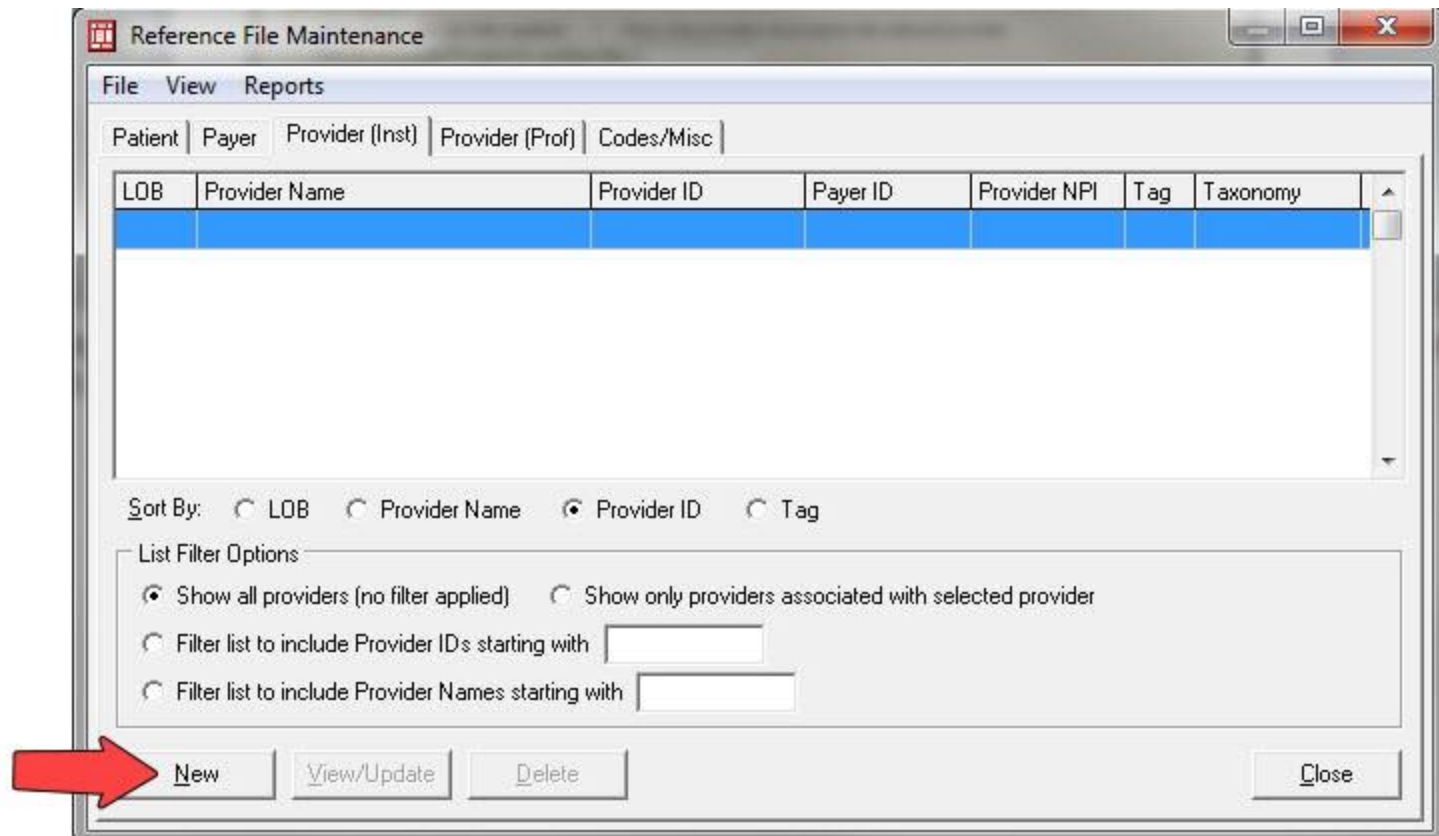 Reference File Maintenance
File View Reports
Patient Payer Provider (Inst) Provider (Prof) Codes/Misc
LOB Provider Name Provider ID Payer ID Provider NPI Tag Taxonomy
Sort By: LOB Provider Name Provider ID Tag
List Filter Options
Show all providers (no filter applied) Show only providers associated with selected provider
Filter list to include Provider IDs starting with
Filter list to include Provider Names starting with
New View/Update Delete Close